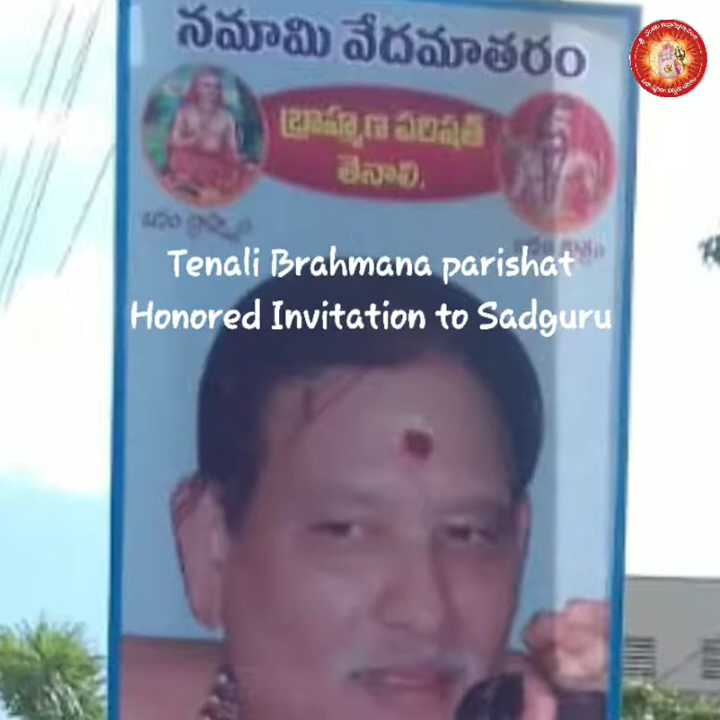 నమామి వేదమాతరం
బ్రాహ్మణ పరిషత్
తెనాలి.
Tenali Brahmana parishat
Honored Invitation to Sadguru